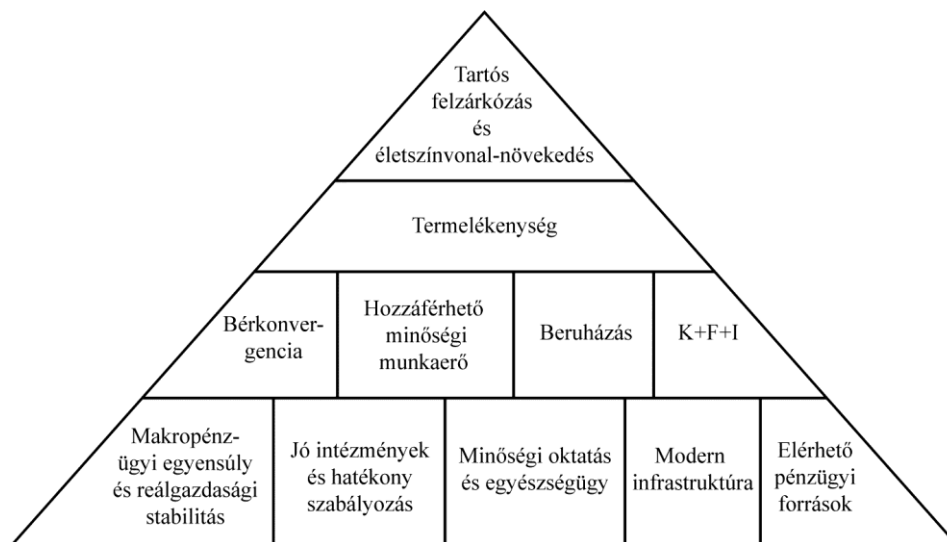 Tartós
felzárkózás
és
életszínvonal-növekedés
Termelékenység
Bérkonver-
gencia
Hozzáférhető
minőségi
munkaerő
Beruházás
K+F+I
Makropénz-
ügyi egyensúly
és reálgazdasági
stabilitás
Jó intézmények
és hatékony
szabályozás
Minőségi oktatás
és egyészségügy
Modern
infrastruktúra
Elérhető
pénzügyi
források